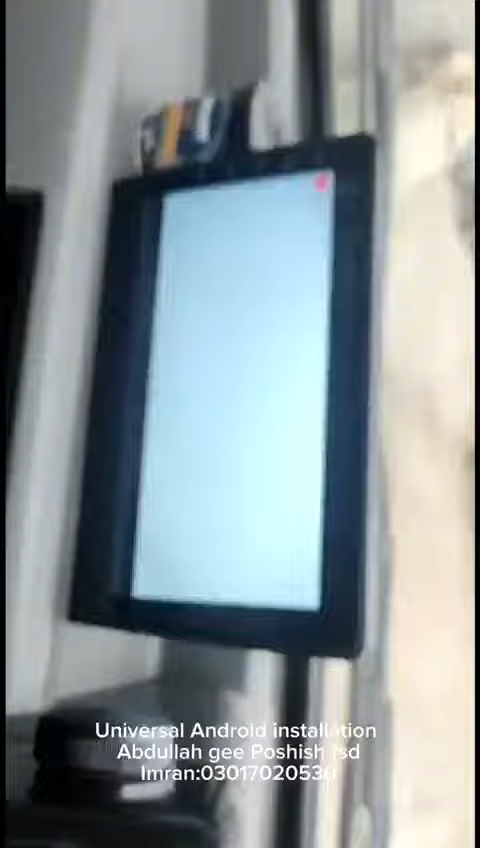 Universal Android installation
Abdullah gee Poshish fsd
Imran:03017020530